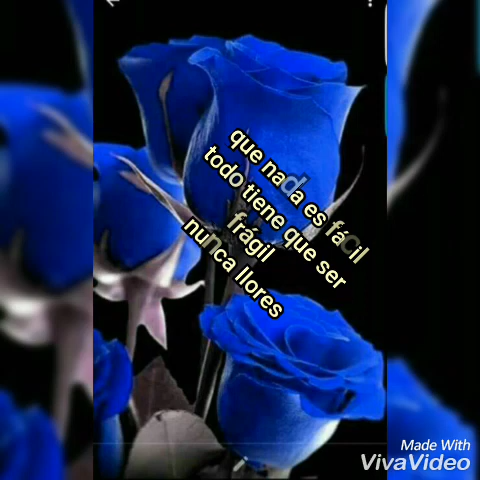 que nada es fácil
todo tiene que ser
frágil
nunca llores
Made With
VivaVideo